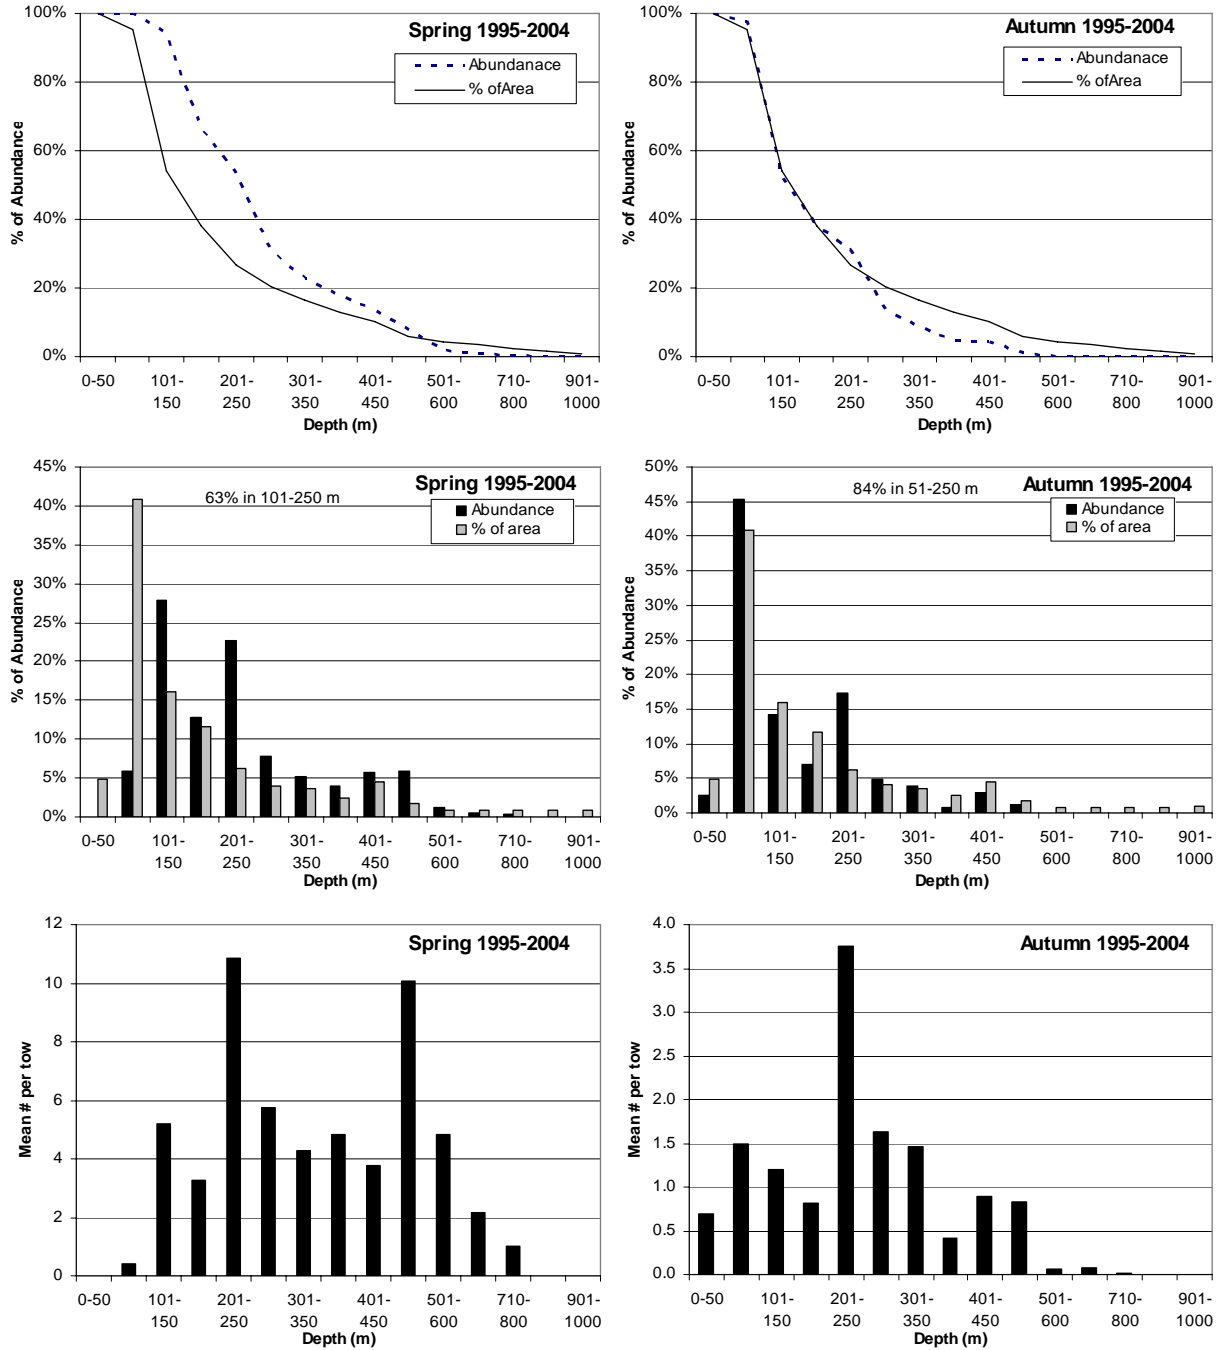 Spring 1995-2004
Abundanace
% ofArea
100%
80%
60%
40%
20%
0%
% of Abundance
0-50 101- 201- 301- 401- 501- 710- 901-
150 250 350 450 600 800 1000
Depth (m)
Autumn 1995-2004
Abundanace
% ofArea
100%
80%
60%
40%
20%
0%
% of Abundance
0-50 101- 201- 301- 401- 501- 710- 901-
150 250 350 450 600 800 1000
Depth (m)
Spring 1995-2004
63% in 101-250 m
Abundance
% of area
45%
40%
35%
30%
25%
20%
15%
10%
5%
0%
% of Abundance
0-50 101- 201- 301- 401- 501- 710- 901-
150 250 350 450 600 800 1000
Depth (m)
84% in 51-250 m
Autumn 1995-2004
Abundance
% of area
50%
45%
40%
35%
30%
25%
20%
15%
10%
5%
0%
% of Abundance
0-50 101- 201- 301- 401- 501- 710- 901-
150 250 350 450 600 800 1000
Depth (m)
Spring 1995-2004
12
10
8
6
4
2
0
Mean # per tow
0-50 101- 201- 301- 401- 501- 710- 901-
150 250 350 450 600 800 1000
Depth (m)
Autumn 1995-2004
4.0
3.5
3.0
2.5
2.0
1.5
1.0
0.5
0.0
Mean # per tow
0-50 101- 201- 301- 401- 501- 710- 901-
150 250 350 450 600 800 1000
Depth (m)